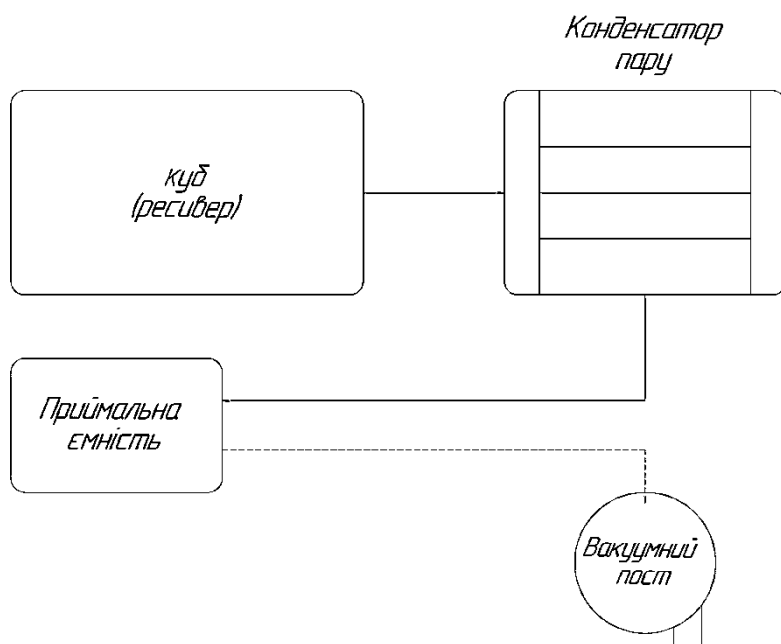 Конденсатор
пару
куб
(ресивер)
Приймальна
ємність
Вакуумний
пост